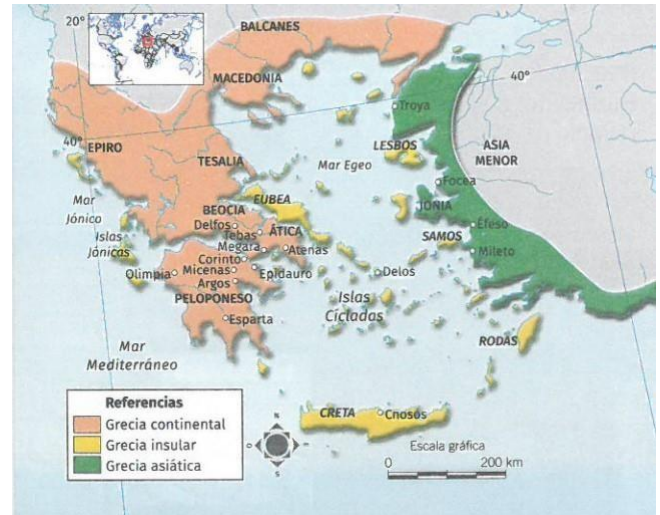 20°
BALCANES
MACEDONIA
40°
Troya
40°
EPIRO
LESBOS
ASIA
MENOR
TESALIA
Mar Egeo
Mar
Jónico
Focea
EUBEA
JONIA
BEOCIA
Islas
Jónicas
Delfos
ÁTICA
Éfeso
Tebas
SAMOS
Megara
Atenas
Mileto
Corinto
Olimpia
Micenas
Epidauro
Delos
Argos
PELOPONESO
Islas
Cícladas
Esparta
Mar
Mediterráneo
RODAS
Referencias
Grecia continental
Grecia insular
Grecia asiática
CRETA
Cnosós
N
O
E
S
Escala gráfica
0
200 km